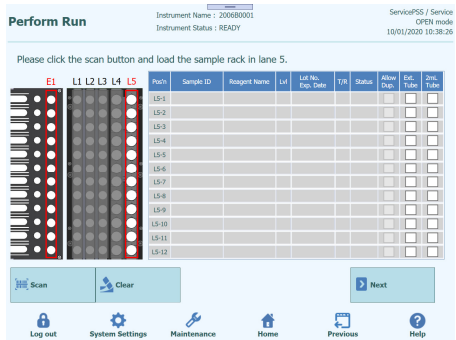 Perform Run
Instrument Name : 2006B0001
Instrument Status : READY
ServicePSS / Service
OPEN mode
10/01/2020 10:38:26
Please click the scan button and load the sample rack in lane 5.
E1 L1 L2 L3 L4 L5
Pos'n Sample ID Reagent Name Lvl Lot No. Exp. Date T/R Status Allow Dup. Ext. Tube 2mL Tube
L5-1
L5-2
L5-3
L5-4
L5-5
L5-6
L5-7
L5-8
L5-9
L5-10
L5-11
L5-12
Scan
Clear
Next
Log out
System Settings
Maintenance
Home
Previous
Help